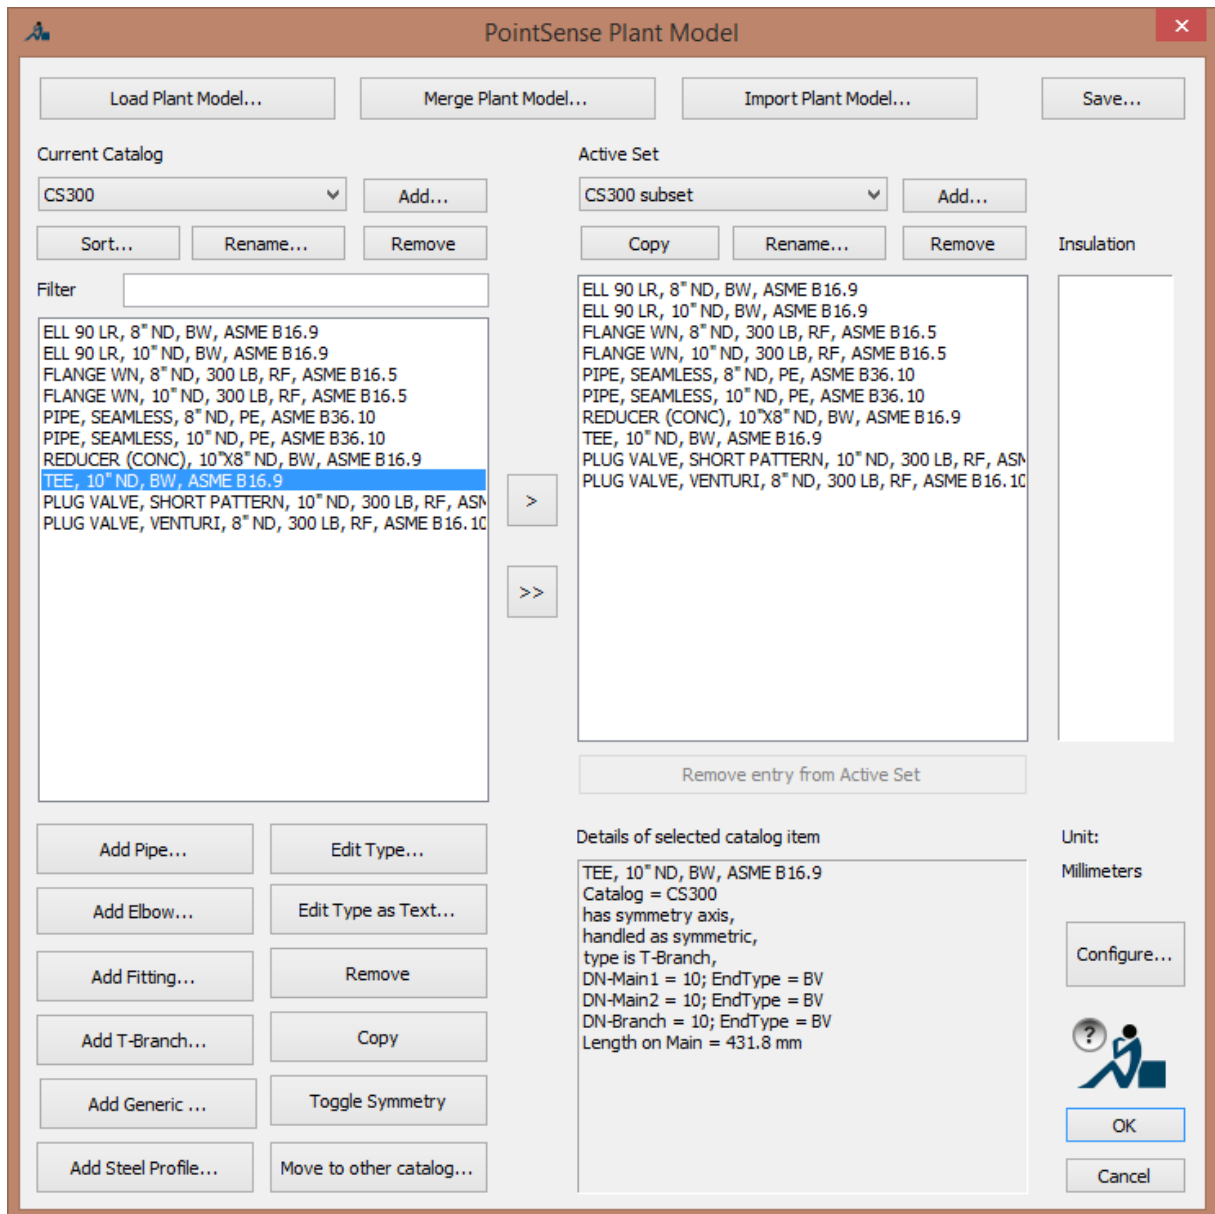 PointSense Plant Model
Load Plant Model...
Merge Plant Model...
Import Plant Model...
Save...
Current Catalog
Active Set
CS300
Add...
CS300 subset
Add...
Sort...
Rename...
Remove
Copy
Rename...
Remove
Insulation
Filter
ELL 90 LR, 8" ND, BW, ASME B16.9
ELL 90 LR, 10" ND, BW, ASME B16.9
FLANGE WN, 8" ND, 300 LB, RF, ASME B16.5
FLANGE WN, 10" ND, 300 LB, RF, ASME B16.5
PIPE, SEAMLESS, 8" ND, PE, ASME B36.10
PIPE, SEAMLESS, 10" ND, PE, ASME B36.10
REDUCER (CONC), 10"X8" ND, BW, ASME B16.9
TEE, 10" ND, BW, ASME B16.9
PLUG VALVE, SHORT PATTERN, 10" ND, 300 LB, RF, ASM
PLUG VALVE, VENTURI, 8" ND, 300 LB, RF, ASME B16.10
>
>>
ELL 90 LR, 8" ND, BW, ASME B16.9
ELL 90 LR, 10" ND, BW, ASME B16.9
FLANGE WN, 8" ND, 300 LB, RF, ASME B16.5
FLANGE WN, 10" ND, 300 LB, RF, ASME B16.5
PIPE, SEAMLESS, 8" ND, PE, ASME B36.10
PIPE, SEAMLESS, 10" ND, PE, ASME B36.10
REDUCER (CONC), 10"X8" ND, BW, ASME B16.9
TEE, 10" ND, BW, ASME B16.9
PLUG VALVE, SHORT PATTERN, 10" ND, 300 LB, RF, ASM
PLUG VALVE, VENTURI, 8" ND, 300 LB, RF, ASME B16.10
Remove entry from Active Set
Add Pipe...
Edit Type...
Add Elbow...
Edit Type as Text...
Add Fitting...
Remove
Add T-Branch...
Copy
Add Generic ...
Toggle Symmetry
Add Steel Profile...
Move to other catalog...
Details of selected catalog item
TEE, 10" ND, BW, ASME B16.9
Catalog = CS300
has symmetry axis,
handled as symmetric,
type is T-Branch,
DN-Main1 = 10; EndType = BV
DN-Main2 = 10; EndType = BV
DN-Branch = 10; EndType = BV
Length on Main = 431.8 mm
Unit:
Millimeters
Configure...
?
OK
Cancel